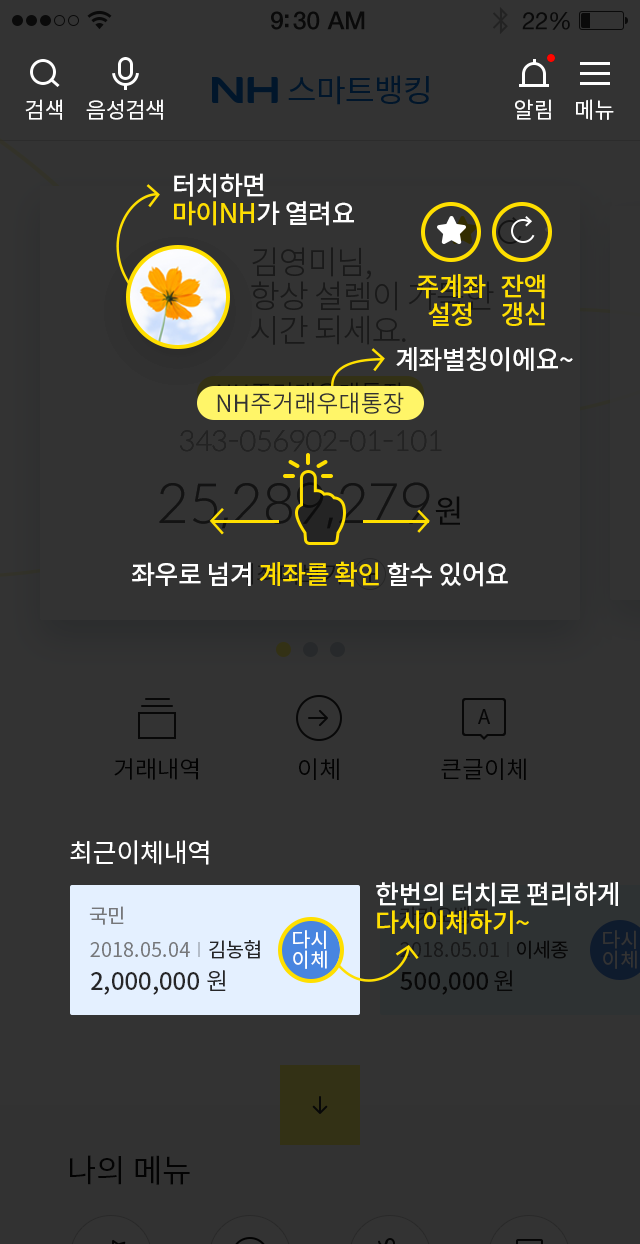 9:30 AM
22%
검색
음성검색
NH 스마트뱅킹
알림
메뉴
터치하면
마이NH가 열려요
김영미님,
항상 설렘이 가득한
시간 되세요.
주계좌
설정
잔액
갱신
계좌별칭이에요~
NH주거래우대통장
343-056902-01-101
25,289,279원
좌우로 넘겨 계좌를 확인 할수 있어요
거래내역
이체
A
큰글이체
최근이체내역
한번의 터치로 편리하게
다시이체하기~
국민
2018.05.04 | 김농협
2,000,000 원
다시
이체
2018.05.01 | 이세종
500,000 원
다시
이체
나의 메뉴